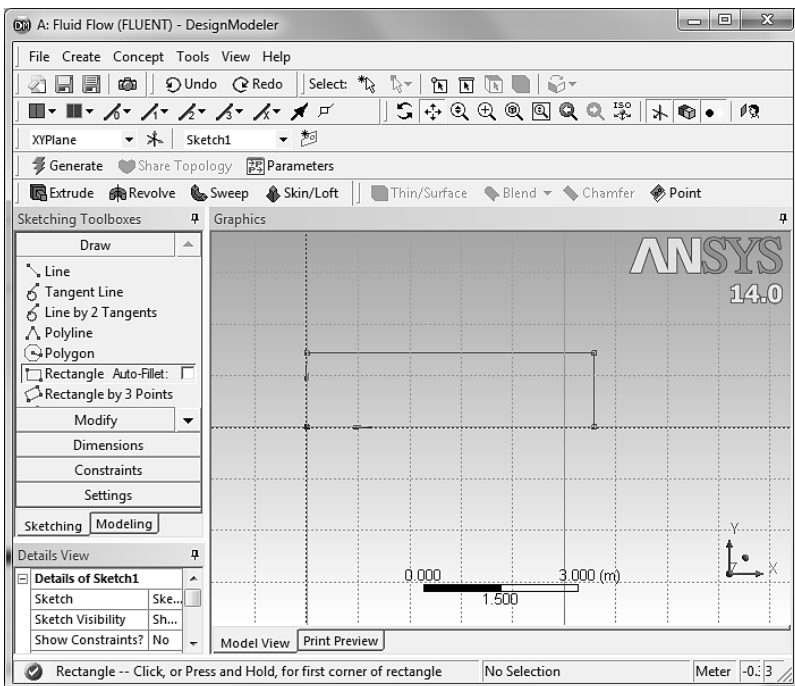 A: Fluid Flow (FLUENT) - DesignModeler
File Create Concept Tools View Help
Undo Redo Select:
ISO
XYPlane Sketch1
Generate Share Topology Parameters
Extrude Revolve Sweep Skin/Loft Thin/Surface Blend Chamfer Point
Sketching Toolboxes
Draw
Line
Tangent Line
Line by 2 Tangents
Polyline
Polygon
Rectangle Auto-Fillet:
Rectangle by 3 Points
Modify
Dimensions
Constraints
Settings
Sketching Modeling
Details View
Details of Sketch1
Sketch Ske...
Sketch Visibility Sh...
Show Constraints? No
Graphics
ANSYS
14.0
Y
Z X
0.000 3.000 (m)
1.500
Model View Print Preview
Rectangle -- Click, or Press and Hold, for first corner of rectangle No Selection Meter 3